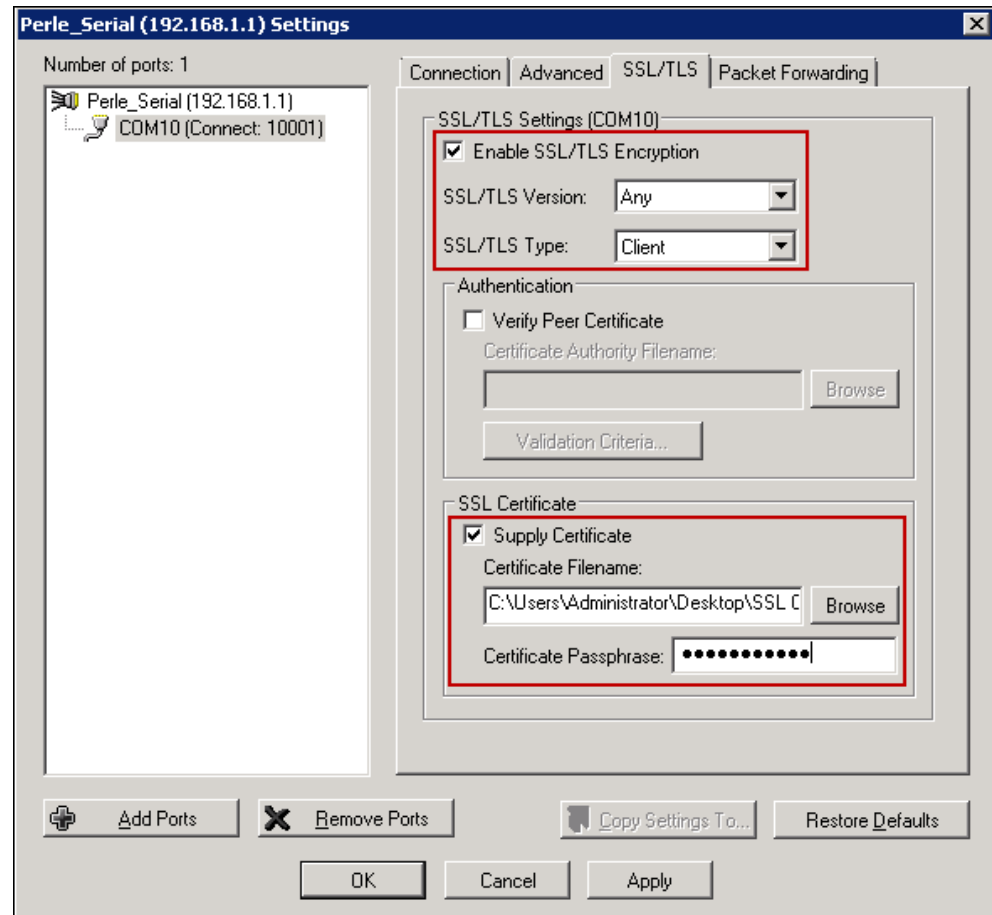 Perle_Serial (192.168.1.1) Settings
Number of ports: 1
Perle_Serial (192.168.1.1)
COM10 (Connect: 10001)
Connection Advanced SSL/TLS Packet Forwarding
SSL/TLS Settings (COM10)
Enable SSL/TLS Encryption
SSL/TLS Version: Any
SSL/TLS Type: Client
Authentication
Verify Peer Certificate
Certificate Authority Filename:
Browse
Validation Criteria...
SSL Certificate
Supply Certificate
Certificate Filename:
C:\Users\Administrator\Desktop\SSL C Browse
Certificate Passphrase: ●●●●●●●●●●●
Add Ports Remove Ports Copy Settings To... Restore Defaults
OK Cancel Apply